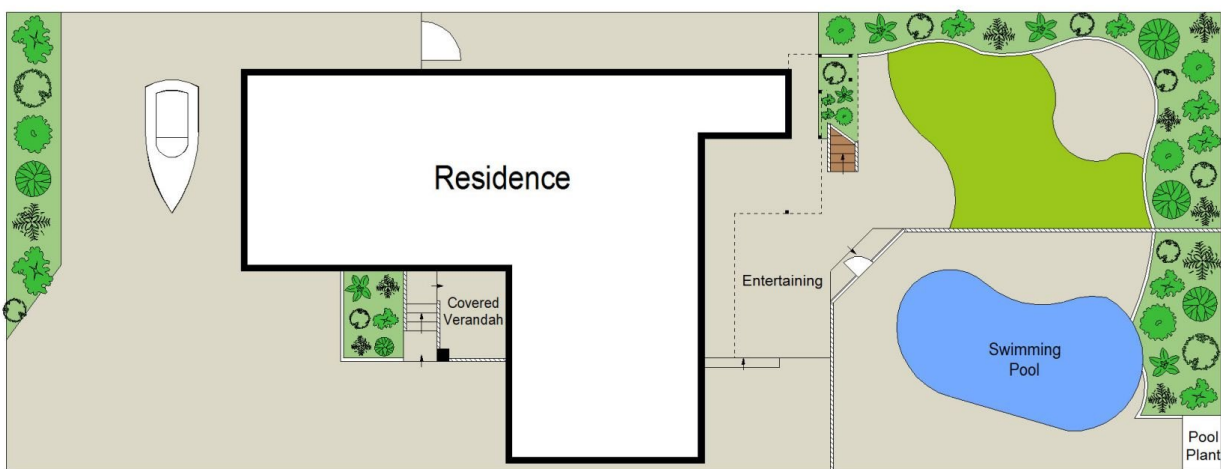 Residence
Covered
Verandah
Entertaining
Swimming
Pool
Pool
Plant